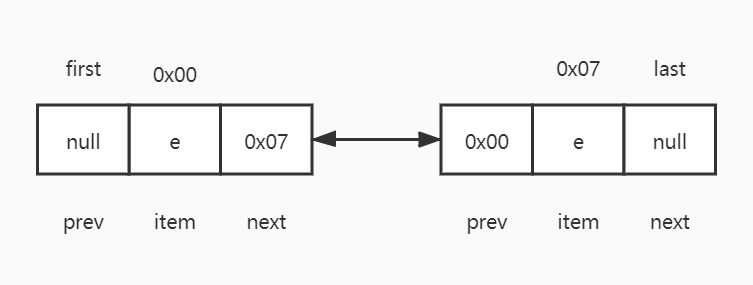 first 0x00 0x07 last
null e 0x07 0x00 e null
prev item next prev item next